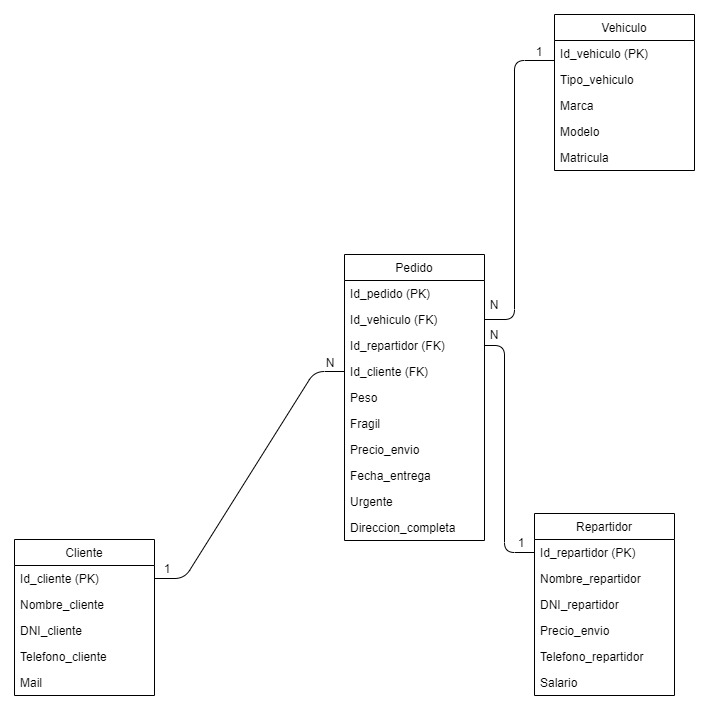 Vehiculo
Id_vehiculo (PK)
Tipo_vehiculo
Marca
Modelo
Matricula
1
Pedido
Id_pedido (PK)
Id_vehiculo (FK)
Id_repartidor (FK)
Id_cliente (FK)
Peso
Fragil
Precio_envio
Fecha_entrega
Urgente
Direccion_completa
N
N
N
Cliente
Id_cliente (PK)
Nombre_cliente
DNI_cliente
Telefono_cliente
Mail
1
Repartidor
Id_repartidor (PK)
Nombre_repartidor
DNI_repartidor
Precio_envio
Telefono_repartidor
Salario
1